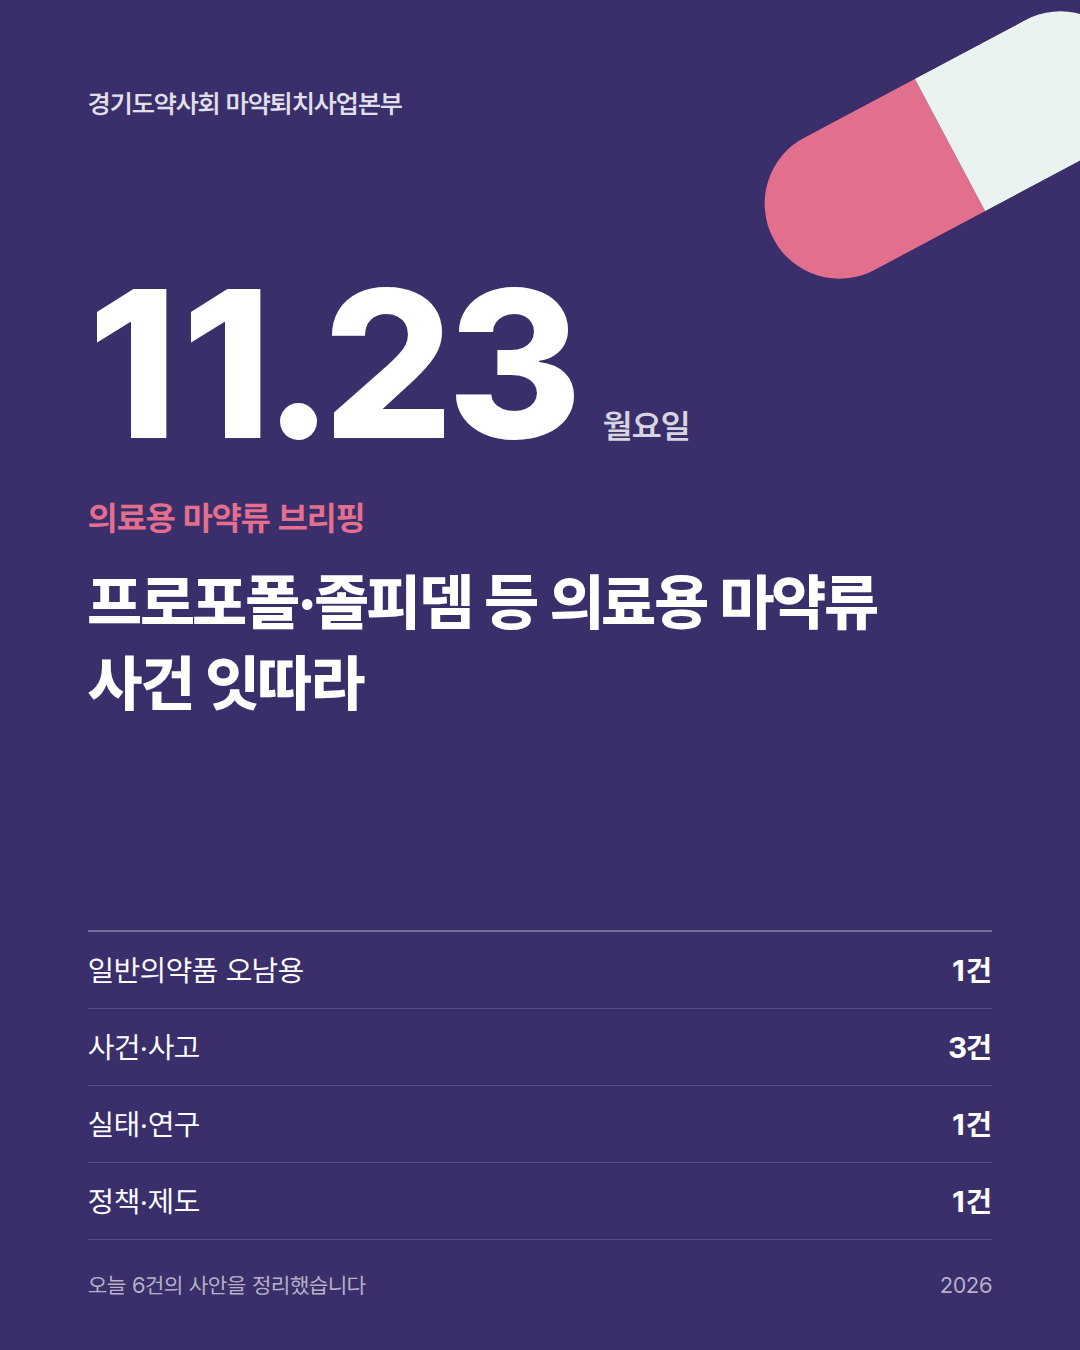 경기도약사회 마약퇴치사업본부
11.23 월요일
의료용 마약류 브리핑
프로포폴·졸피뎀 등 의료용 마약류
사건 잇따라
일반의약품 오남용 1건
사건·사고 3건
실태·연구 1건
정책·제도 1건
오늘 6건의 사안을 정리했습니다 2026